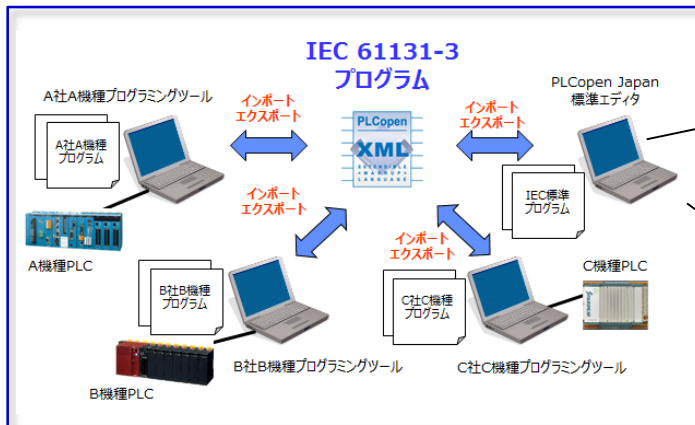 IEC 61131-3
プログラム
A社A機種プログラミングツール
PLCopen Japan
標準エディタ
インポート
エクスポート
インポート
エクスポート
PLCopen
XML
EXTENSIBLE
MARKUP
LANGUAGE
A社A機種
プログラム
インポート
エクスポート
IEC標準
プログラム
A機種PLC
インポート
エクスポート
C機種PLC
B社B機種
プログラム
C社C機種
プログラム
B社B機種プログラミングツール
C社C機種プログラミングツール
B機種PLC